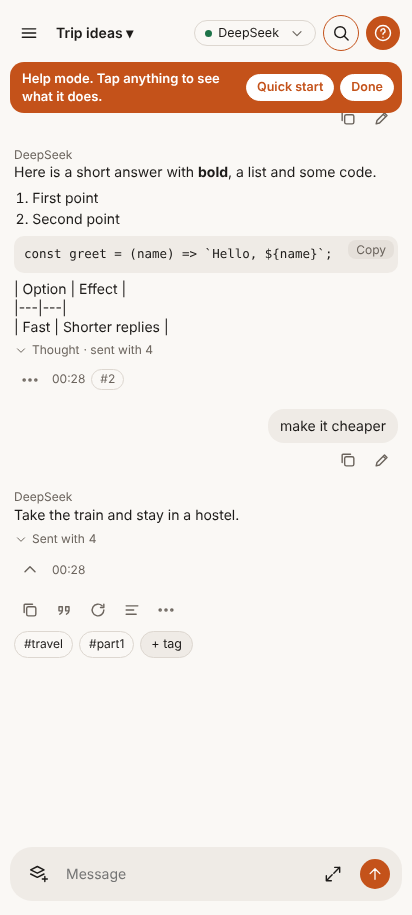 Trip ideas ▾
DeepSeek
Help mode. Tap anything to see
what it does.
Quick start
Done
DeepSeek
Here is a short answer with bold, a list and some code.
1. First point
2. Second point
const greet = (name) => `Hello, ${name}`;
Copy
| Option | Effect |
|---|---|
| Fast | Shorter replies |
Thought · sent with 4
00:28
#2
make it cheaper
DeepSeek
Take the train and stay in a hostel.
Sent with 4
00:28
#travel
#part1
+ tag
Message